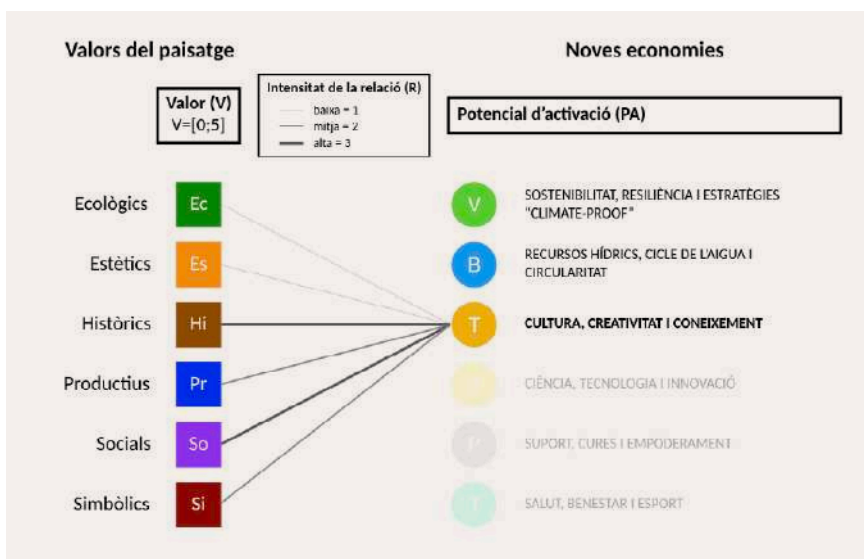 Valors del paisatge
Noves economies
Valor (V)
V=[0;5]
Intensitat de la relació (R)
baixa = 1
mitja = 2
alta = 3
Potencial d'activació (PA)
Ecològics
Ec
V
SOSTENIBILITAT, RESILIÈNCIA I ESTRATÈGIES
"CLIMATE-PROOF"
Estètics
Es
B
RECURSOS HÍDRICS, CICLE DE L'AIGUA I
CIRCULARITAT
Històrics
Hi
T
CULTURA, CREATIVITAT I CONEIXEMENT
Productius
Pr
CIÈNCIA, TECNOLOGIA I INNOVACIÓ
Socials
So
P
SUPORT, CURES I EMPODERAMENT
Simbòlics
Si
T
SALUT, BENESTAR I ESPORT